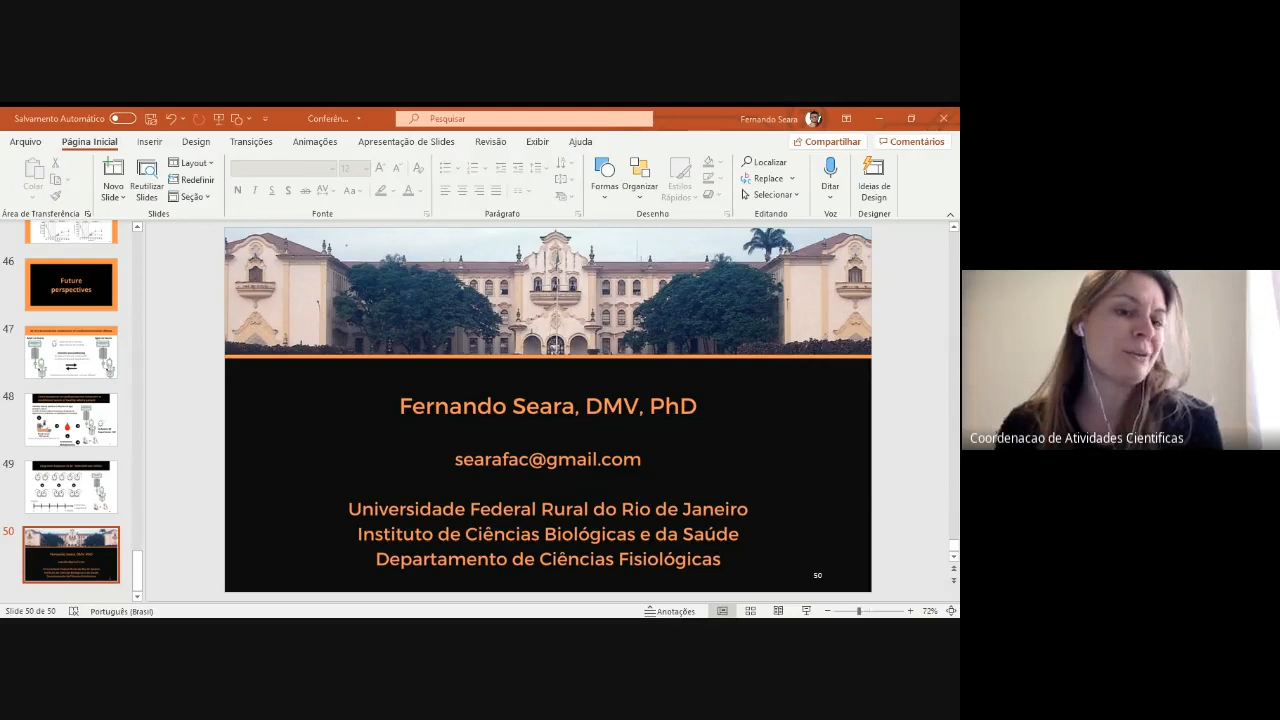 Salvamento Automático
Conferên...
Pesquisar
Fernando Seara
Arquivo
Página Inicial
Inserir
Design
Transições
Animações
Apresentação de Slides
Revisão
Exibir
Ajuda
Compartilhar
Comentários
Colar
Novo
Slide
Reutilizar
Slides
Layout
Redefinir
Seção
12
N I S S ab AV Aa A
Formas
Organizar
Estilos
Rápidos
Localizar
Replace
Selecionar
Ditar
Ideias de
Design
Área de Transferência
Slides
Fonte
Parágrafo
Desenho
Editando
Voz
Designer
46
Future
perspectives
47
48
49
50
Fernando Seara, DMV, PhD
searafac@gmail.com
Universidade Federal Rural do Rio de Janeiro
Instituto de Ciências Biológicas e da Saúde
Departamento de Ciências Fisiológicas
50
Coordenacao de Atividades Cientificas
Slide 50 de 50
Português (Brasil)
Anotações
72%